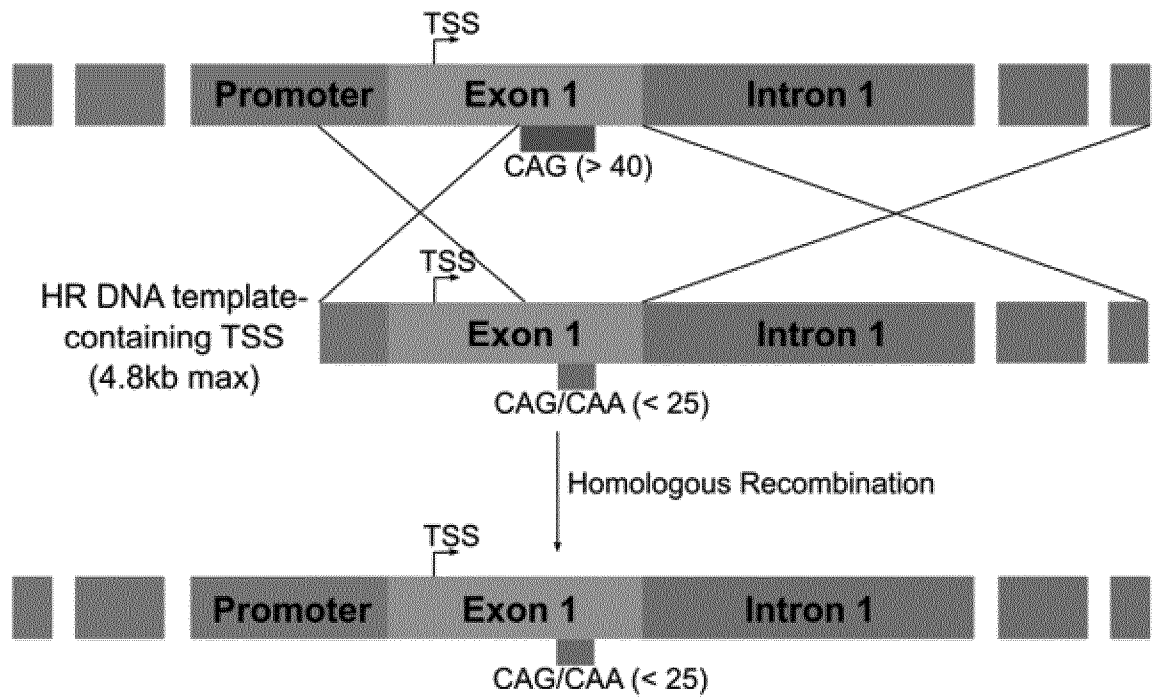 TSS
Promoter Exon 1 Intron 1
CAG (> 40)
TSS
HR DNA template-
containing TSS
(4.8kb max)
Exon 1 Intron 1
CAG/CAA (< 25)
Homologous Recombination
TSS
Promoter Exon 1 Intron 1
CAG/CAA (< 25)